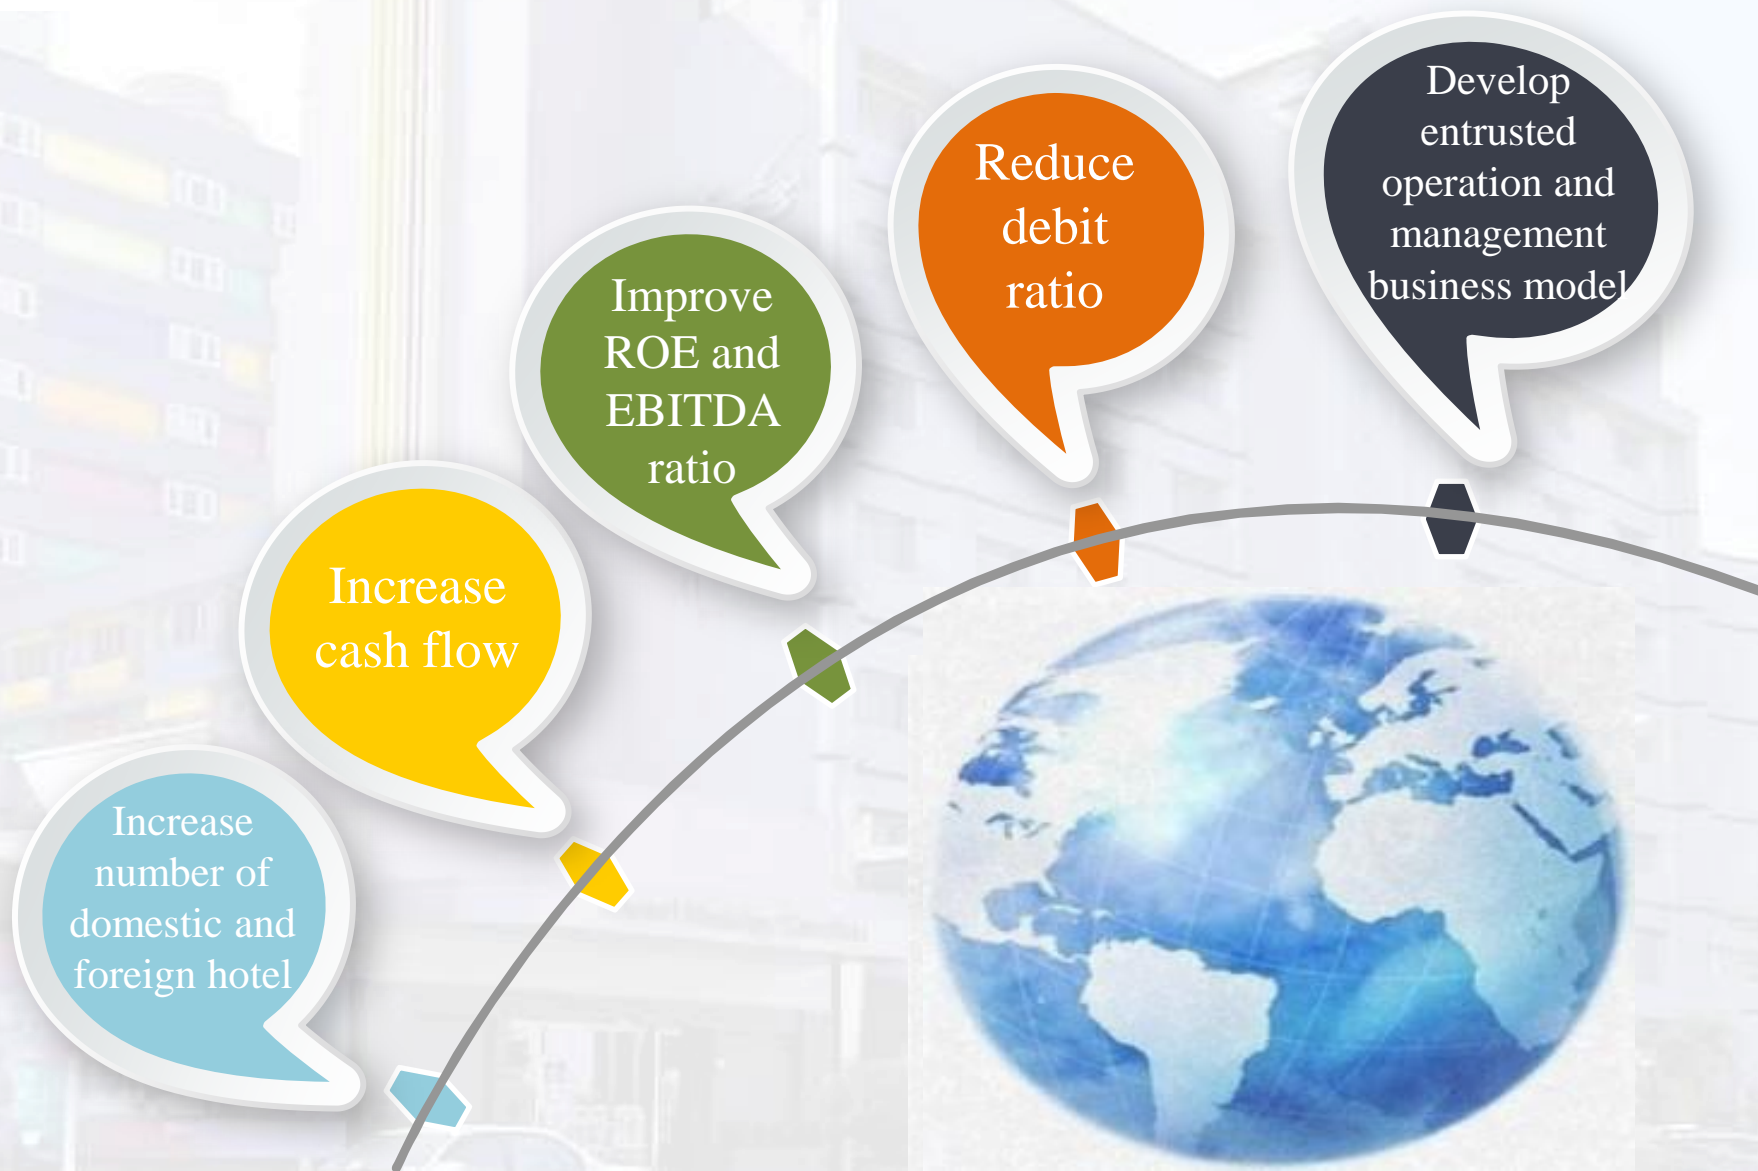 Increase
number of
domestic and
foreign hotel
Increase
cash flow
Improve
ROE and
EBITDA
ratio
Reduce
debit
ratio
Develop
entrusted
operation and
management
business model